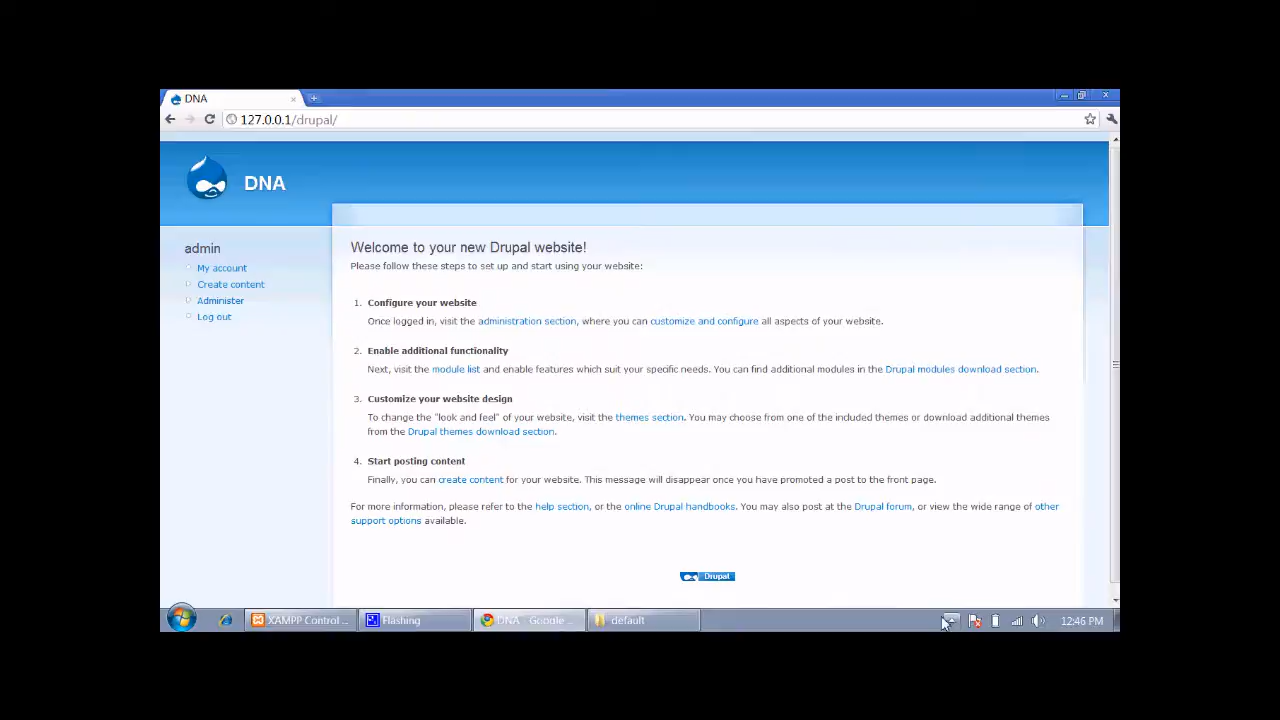 DNA
127.0.0.1/drupal/
DNA
admin
My account
Create content
Administer
Log out
Welcome to your new Drupal website!
Please follow these steps to set up and start using your website:
1. Configure your website
Once logged in, visit the administration section, where you can customize and configure all aspects of your website.
2. Enable additional functionality
Next, visit the module list and enable features which suit your specific needs. You can find additional modules in the Drupal modules download section.
3. Customize your website design
To change the "look and feel" of your website, visit the themes section. You may choose from one of the included themes or download additional themes
from the Drupal themes download section.
4. Start posting content
Finally, you can create content for your website. This message will disappear once you have promoted a post to the front page.
For more information, please refer to the help section, or the online Drupal handbooks. You may also post at the Drupal forum, or view the wide range of other
support options available.
Drupal
XAMPP Control ...
Flashing
DNA - Google ...
default
12:46 PM